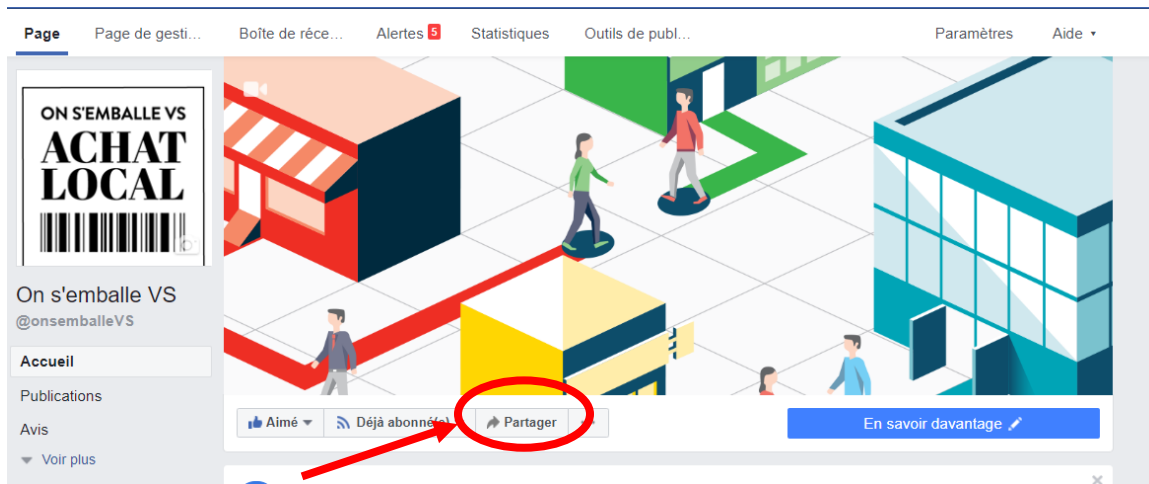 Page Page de gesti... Boîte de réce... Alertes 5 Statistiques Outils de publ... Paramètres Aide
ON S'EMBALLE VS
ACHAT
LOCAL
On s'emballe VS
@onsemballeVS
Accueil
Publications
Avis
Voir plus
Aimé Déjà abonné(e) Partager ...
En savoir davantage